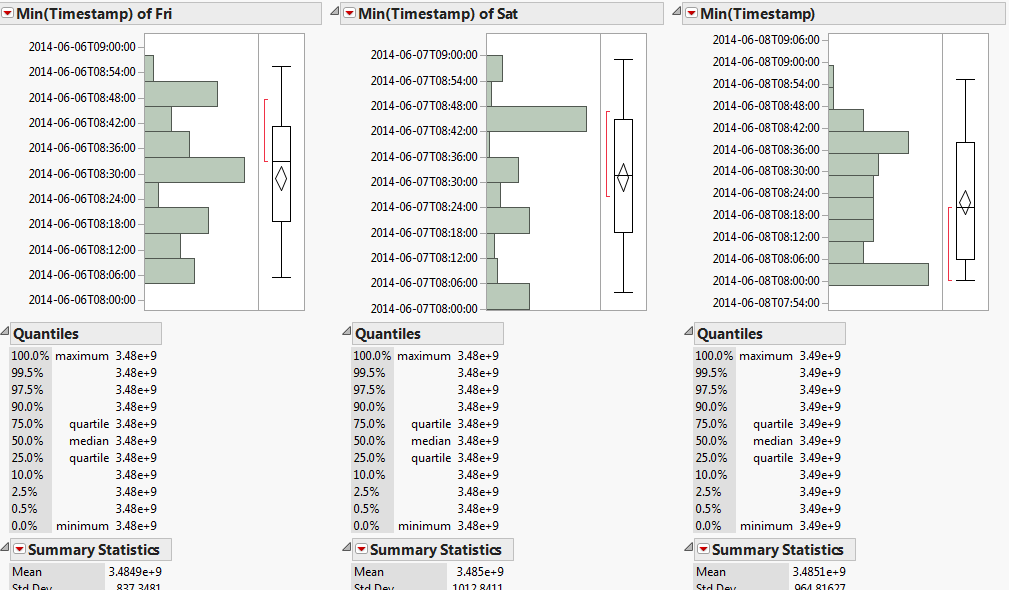 Min(Timestamp) of Fri
2014-06-06T09:00:00
2014-06-06T08:54:00
2014-06-06T08:48:00
2014-06-06T08:42:00
2014-06-06T08:36:00
2014-06-06T08:30:00
2014-06-06T08:24:00
2014-06-06T08:18:00
2014-06-06T08:12:00
2014-06-06T08:06:00
2014-06-06T08:00:00
Quantiles
100.0% maximum 3.48e+9
99.5% 3.48e+9
97.5% 3.48e+9
90.0% 3.48e+9
75.0% quartile 3.48e+9
50.0% median 3.48e+9
25.0% quartile 3.48e+9
10.0% 3.48e+9
2.5% 3.48e+9
0.5% 3.48e+9
0.0% minimum 3.48e+9
Summary Statistics
Mean 3.4849e+9
Std Dev 837.3481
Min(Timestamp) of Sat
2014-06-07T09:00:00
2014-06-07T08:54:00
2014-06-07T08:48:00
2014-06-07T08:42:00
2014-06-07T08:36:00
2014-06-07T08:30:00
2014-06-07T08:24:00
2014-06-07T08:18:00
2014-06-07T08:12:00
2014-06-07T08:06:00
2014-06-07T08:00:00
Quantiles
100.0% maximum 3.48e+9
99.5% 3.48e+9
97.5% 3.48e+9
90.0% 3.48e+9
75.0% quartile 3.48e+9
50.0% median 3.48e+9
25.0% quartile 3.48e+9
10.0% 3.48e+9
2.5% 3.48e+9
0.5% 3.48e+9
0.0% minimum 3.48e+9
Summary Statistics
Mean 3.485e+9
Std Dev 1012.8411
Min(Timestamp)
2014-06-08T09:06:00
2014-06-08T09:00:00
2014-06-08T08:54:00
2014-06-08T08:48:00
2014-06-08T08:42:00
2014-06-08T08:36:00
2014-06-08T08:30:00
2014-06-08T08:24:00
2014-06-08T08:18:00
2014-06-08T08:12:00
2014-06-08T08:06:00
2014-06-08T08:00:00
2014-06-08T07:54:00
Quantiles
100.0% maximum 3.49e+9
99.5% 3.49e+9
97.5% 3.49e+9
90.0% 3.49e+9
75.0% quartile 3.49e+9
50.0% median 3.49e+9
25.0% quartile 3.49e+9
10.0% 3.49e+9
2.5% 3.49e+9
0.5% 3.49e+9
0.0% minimum 3.49e+9
Summary Statistics
Mean 3.4851e+9
Std Dev 964.81627